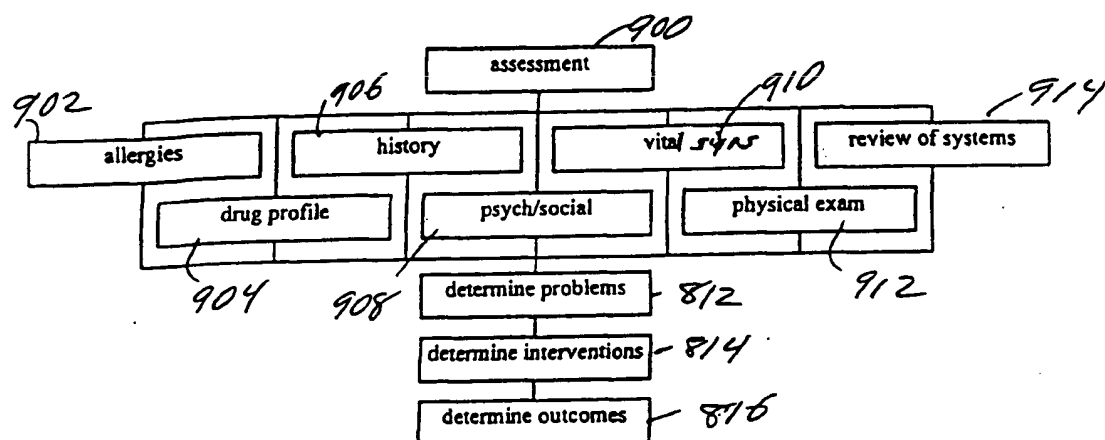 900
assessment
902
906
910
914
allergies
history
vital signs
review of systems
drug profile
psych/social
physical exam
904
908
912
determine problems
812
determine interventions
814
determine outcomes
816